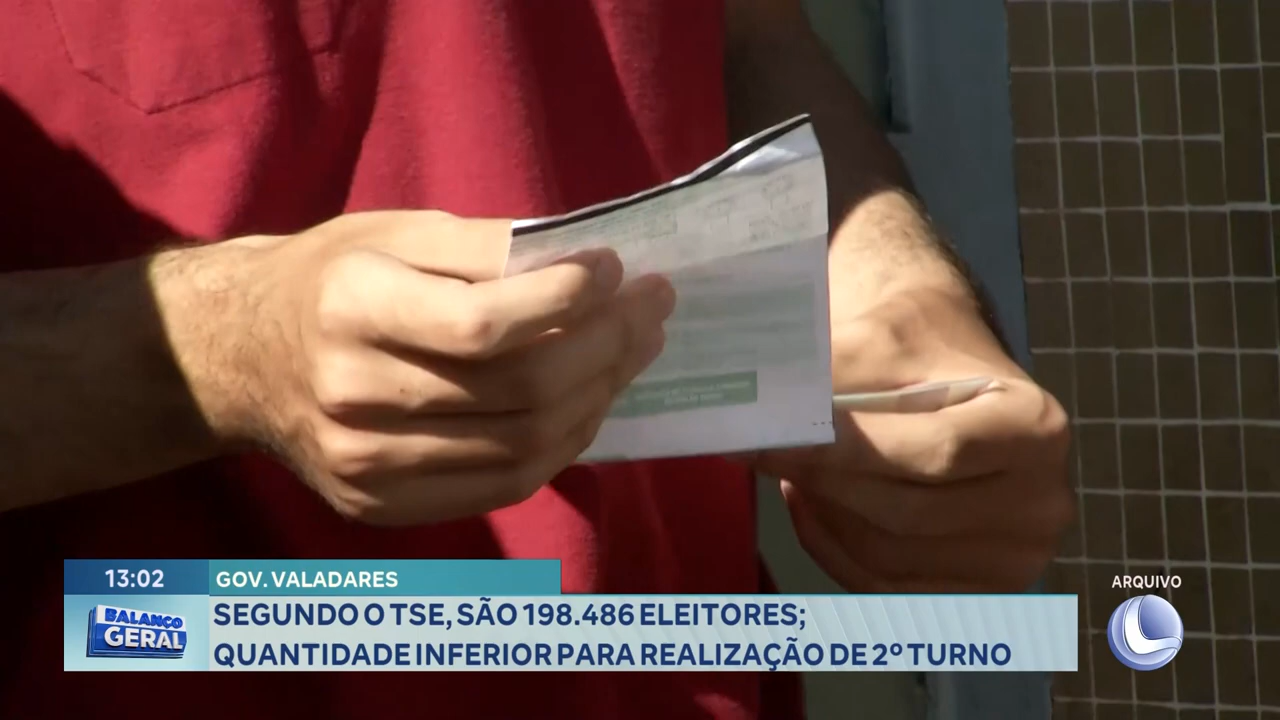 13:02
GOV. VALADARES
BALANÇO
GERAL
SEGUNDO O TSE, SÃO 198.486 ELEITORES;
QUANTIDADE INFERIOR PARA REALIZAÇÃO DE 2º TURNO
ARQUIVO